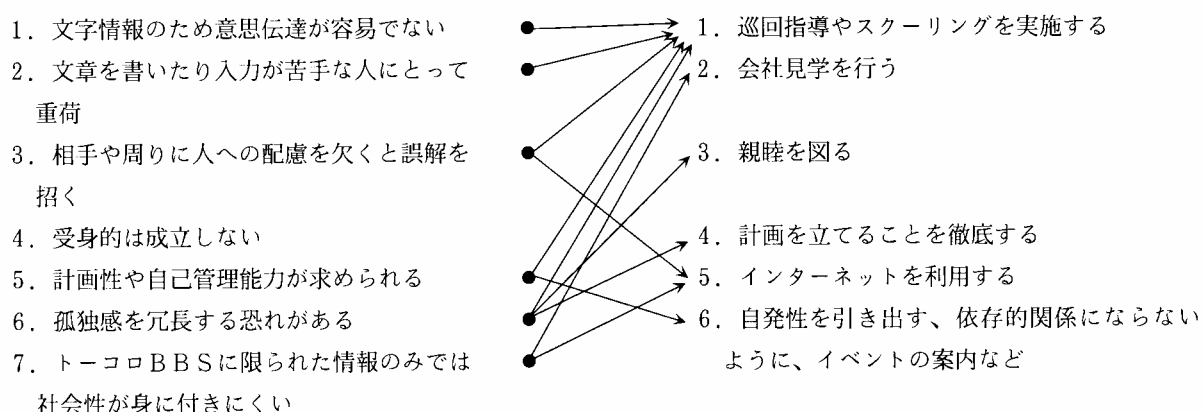 1．文字情報のため意思伝達が容易でない
2．文章を書いたり入力が苦手な人にとって
重荷
3．相手や周りに人への配慮を欠くと誤解を
招く
4．受身的は成立しない
5．計画性や自己管理能力が求められる
6．孤独感を冗長する恐れがある
7．トーコロBBSに限られた情報のみでは
社会性が身に付きにくい
1．巡回指導やスクーリングを実施する
2．会社見学を行う
3．親睦を図る
4．計画を立てることを徹底する
5．インターネットを利用する
6．自発性を引き出す、依存的関係にならない
ように、イベントの案内など